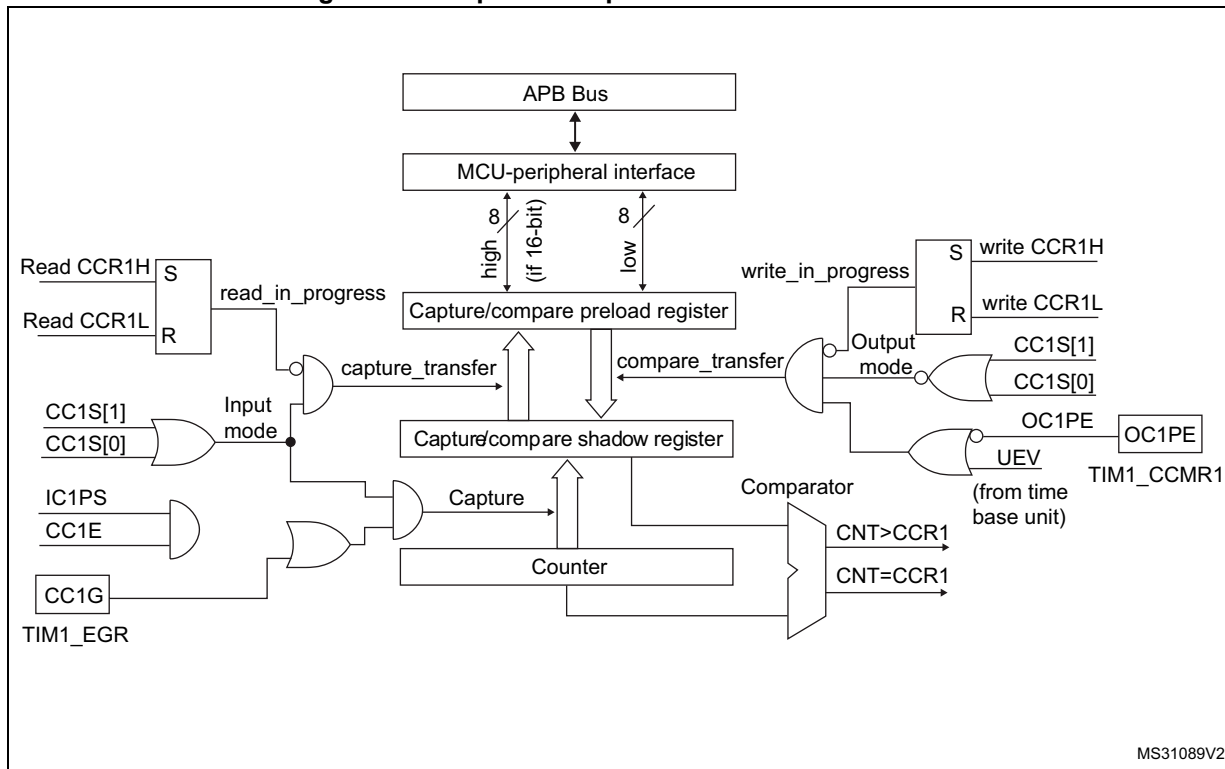 APB Bus
MCU-peripheral interface
8
high
(if 16-bit)
8
low
Read CCR1H
S
read_in_progress
Read CCR1L
R
write_in_progress
S
write CCR1H
R
write CCR1L
Capture/compare preload register
capture_transfer
compare_transfer
Output
mode
CC1S[1]
CC1S[0]
CC1S[1]
CC1S[0]
Input
mode
Capture/compare shadow register
OC1PE
OC1PE
UEV
TIM1_CCMR1
(from time
base unit)
IC1PS
CC1E
Capture
Comparator
CNT>CCR1
Counter
CNT=CCR1
CC1G
TIM1_EGR
MS31089V2